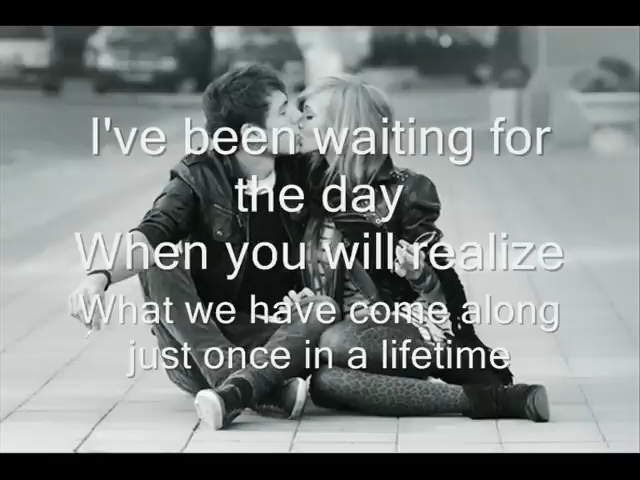 I've been waiting for
the day
When you will realize
What we have come along
just once in a lifetime